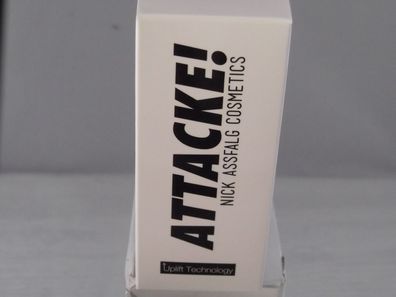 ATTACKE!
NICK ASSFALG COSMETICS
Uplift Technology